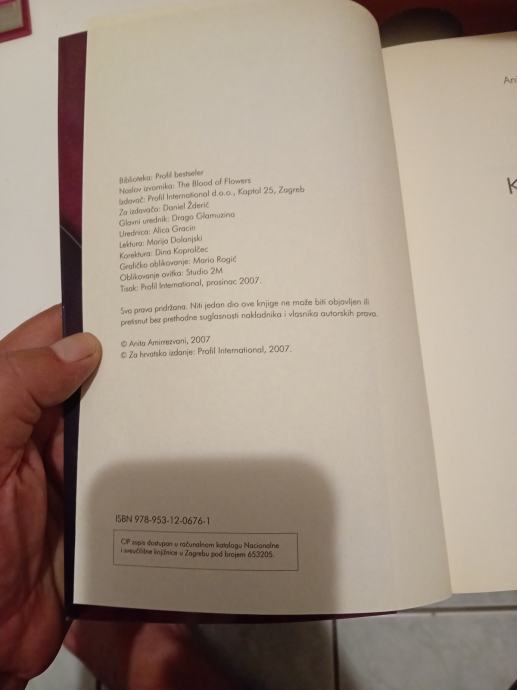 Biblioteka: Profil bestseler
Naslov izvornika: The Blood of Flowers
Izdavač: Profil International d.o.o., Kaptol 25, Zagreb
Za izdavača: Daniel Žderić
Glavni urednik: Drago Glamuzina
Urednica: Alica Gracin
Lektura: Marija Dolanjski
Korektura: Dina Kopraščec
Grafičko oblikovanje: Mario Rogić
Oblikovanje ovitka: Studio 2M
Tisak: Profil International, prosinac 2007.
Sva prava pridržana. Niti jedan dio ove knjige ne može biti objavljen ili
pretisnut bez prethodne suglasnosti nakladnika i vlasnika autorskih prava.
© Anita Amirrezvani, 2007
© Za hrvatsko izdanje: Profil International, 2007.
ISBN 978-953-12-0676-1
CIP zapis dostupan u računalnom katalogu Nacionalne
i sveučilišne knjižnice u Zagrebu pod brojem 653205.
Ani
K